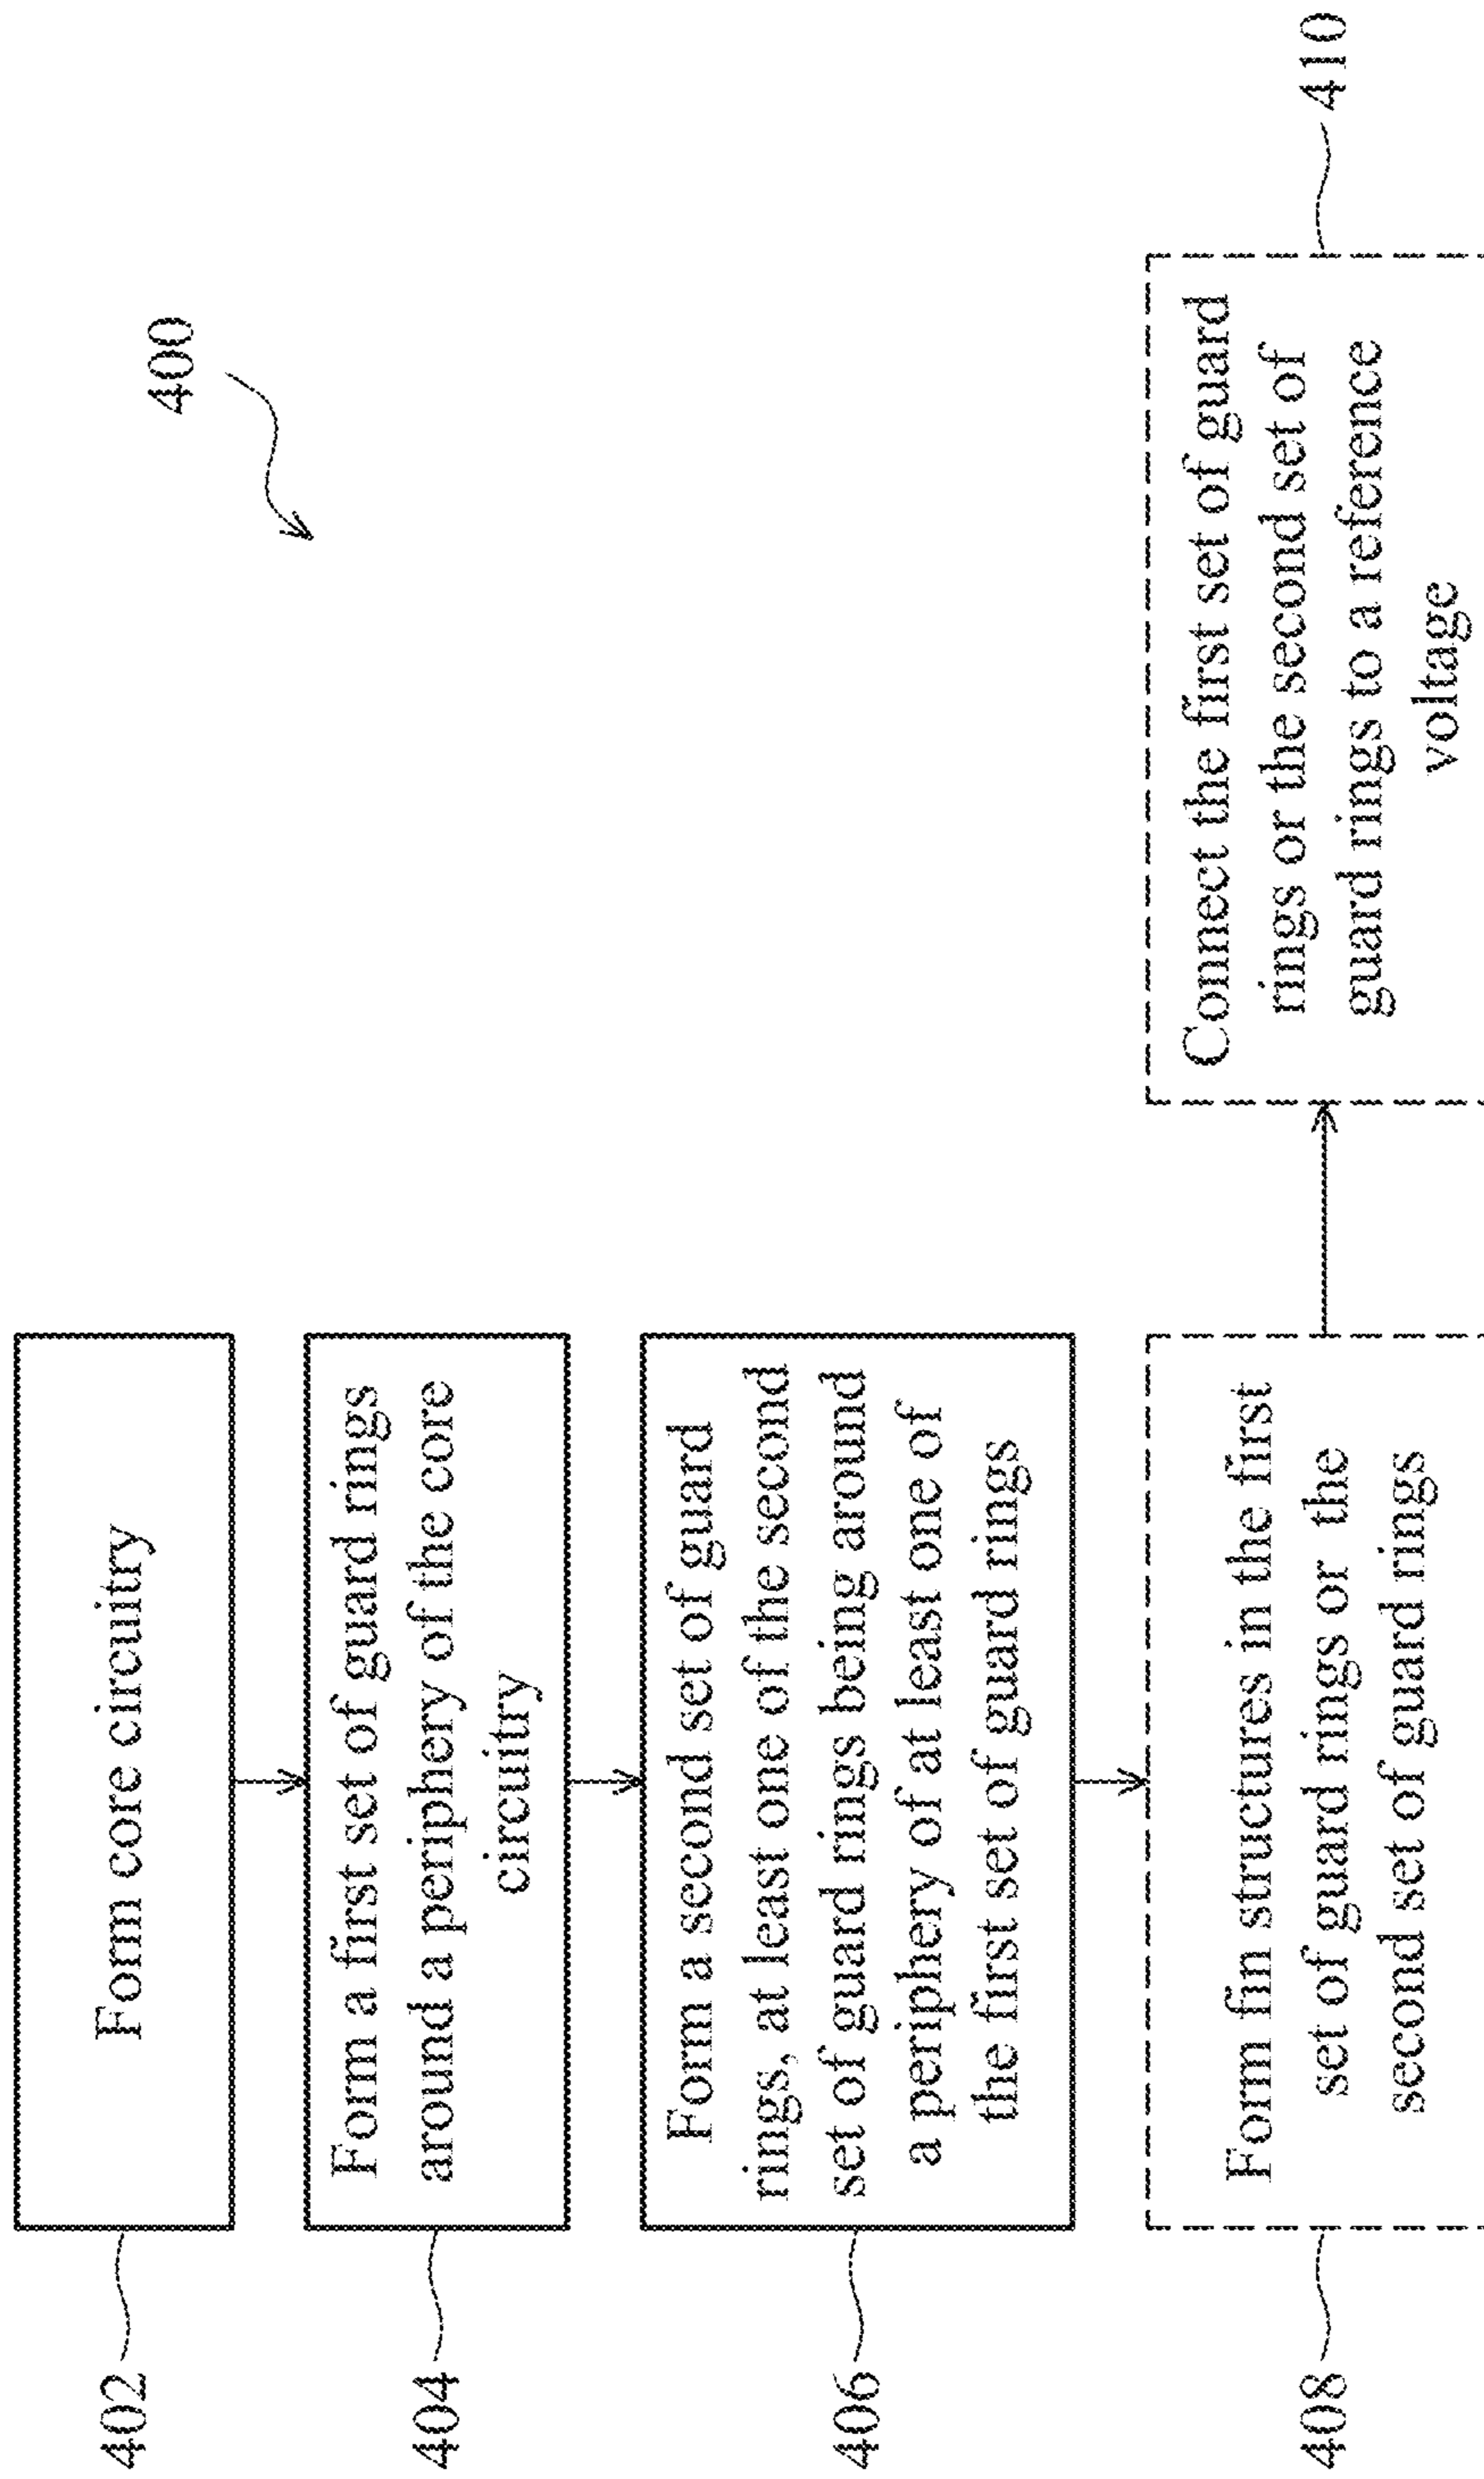 400
402
Form core circuitry
404
Form a first set of guard rings
around a periphery of the core
circuitry
406
Form a second set of guard
rings, at least one of the second
set of guard rings being around
a periphery of at least one of
the first set of guard rings
408
Form fin structures in the first
set of guard rings or the
second set of guard rings
Connect the first set of guard
rings or the second set of
guard rings to a reference
voltage
410